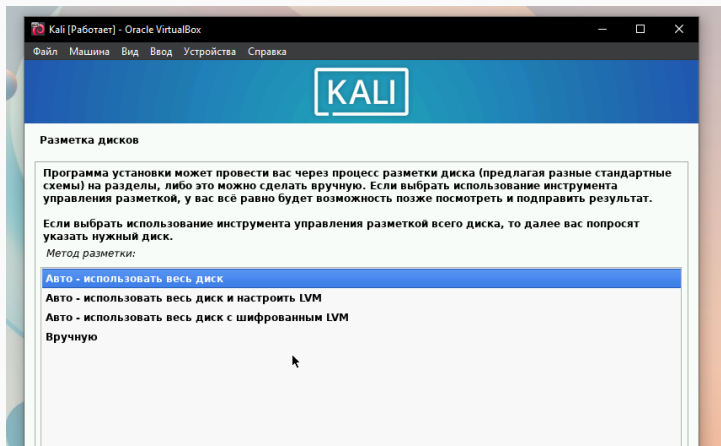 Kali [Работает] - Oracle VirtualBox
Файл Машина Вид Ввод Устройства Справка
KALI
Разметка дисков
Программа установки может провести вас через процесс разметки диска (предлагая разные стандартные
схемы) на разделы, либо это можно сделать вручную. Если выбрать использование инструмента
управления разметкой, у вас всё равно будет возможность позже посмотреть и подправить результат.
Если выбрать использование инструмента управления разметкой всего диска, то далее вас попросят
указать нужный диск.
Метод разметки:
Авто - использовать весь диск
Авто - использовать весь диск и настроить LVM
Авто - использовать весь диск с шифрованным LVM
Вручную